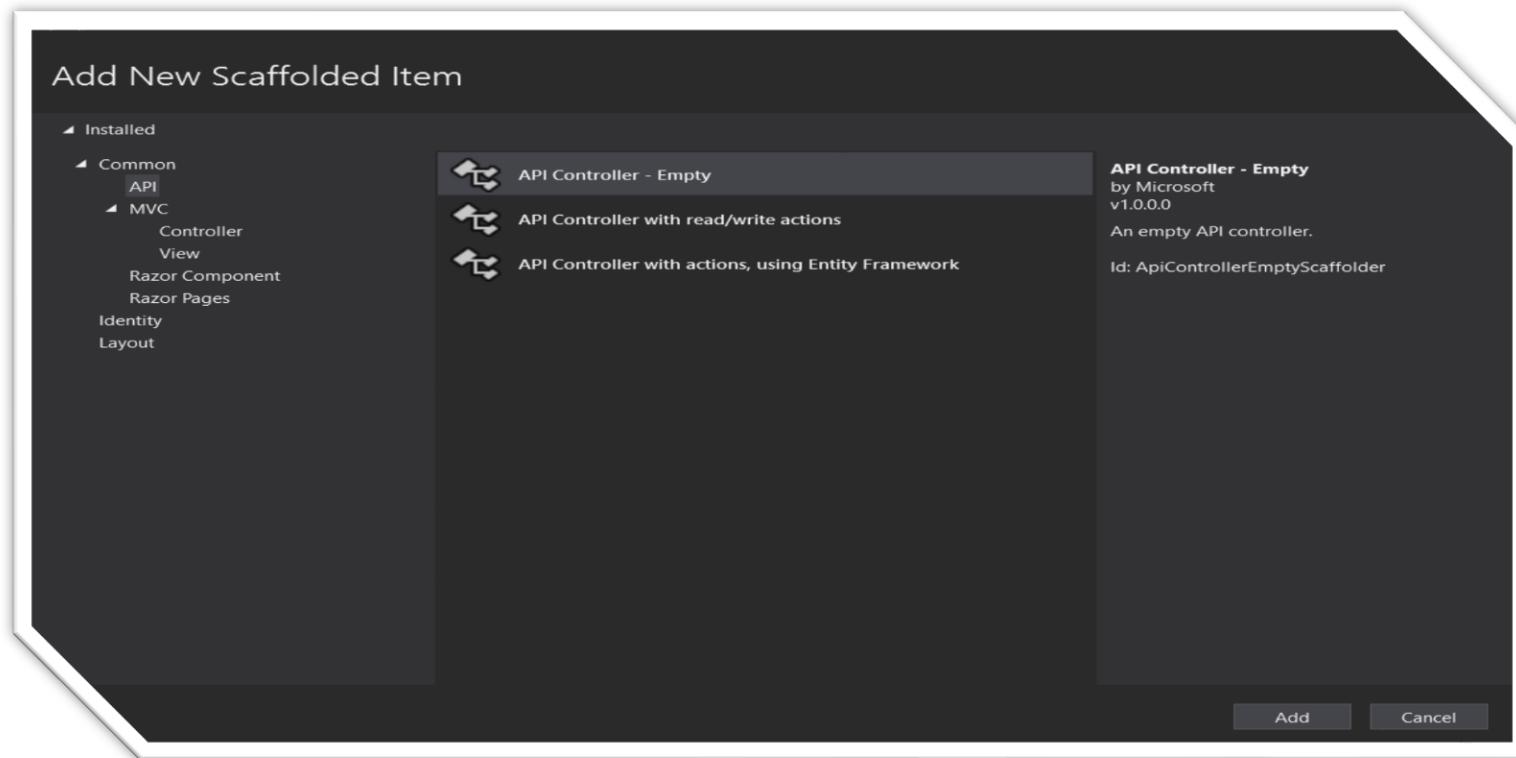 Add New Scaffolded Item
Installed
Common
API
MVC
Controller
View
Razor Component
Razor Pages
Identity
Layout
API Controller - Empty
API Controller with read/write actions
API Controller with actions, using Entity Framework
API Controller - Empty
by Microsoft
v1.0.0.0
An empty API controller.
Id: ApiControllerEmptyScaffolder
Add
Cancel